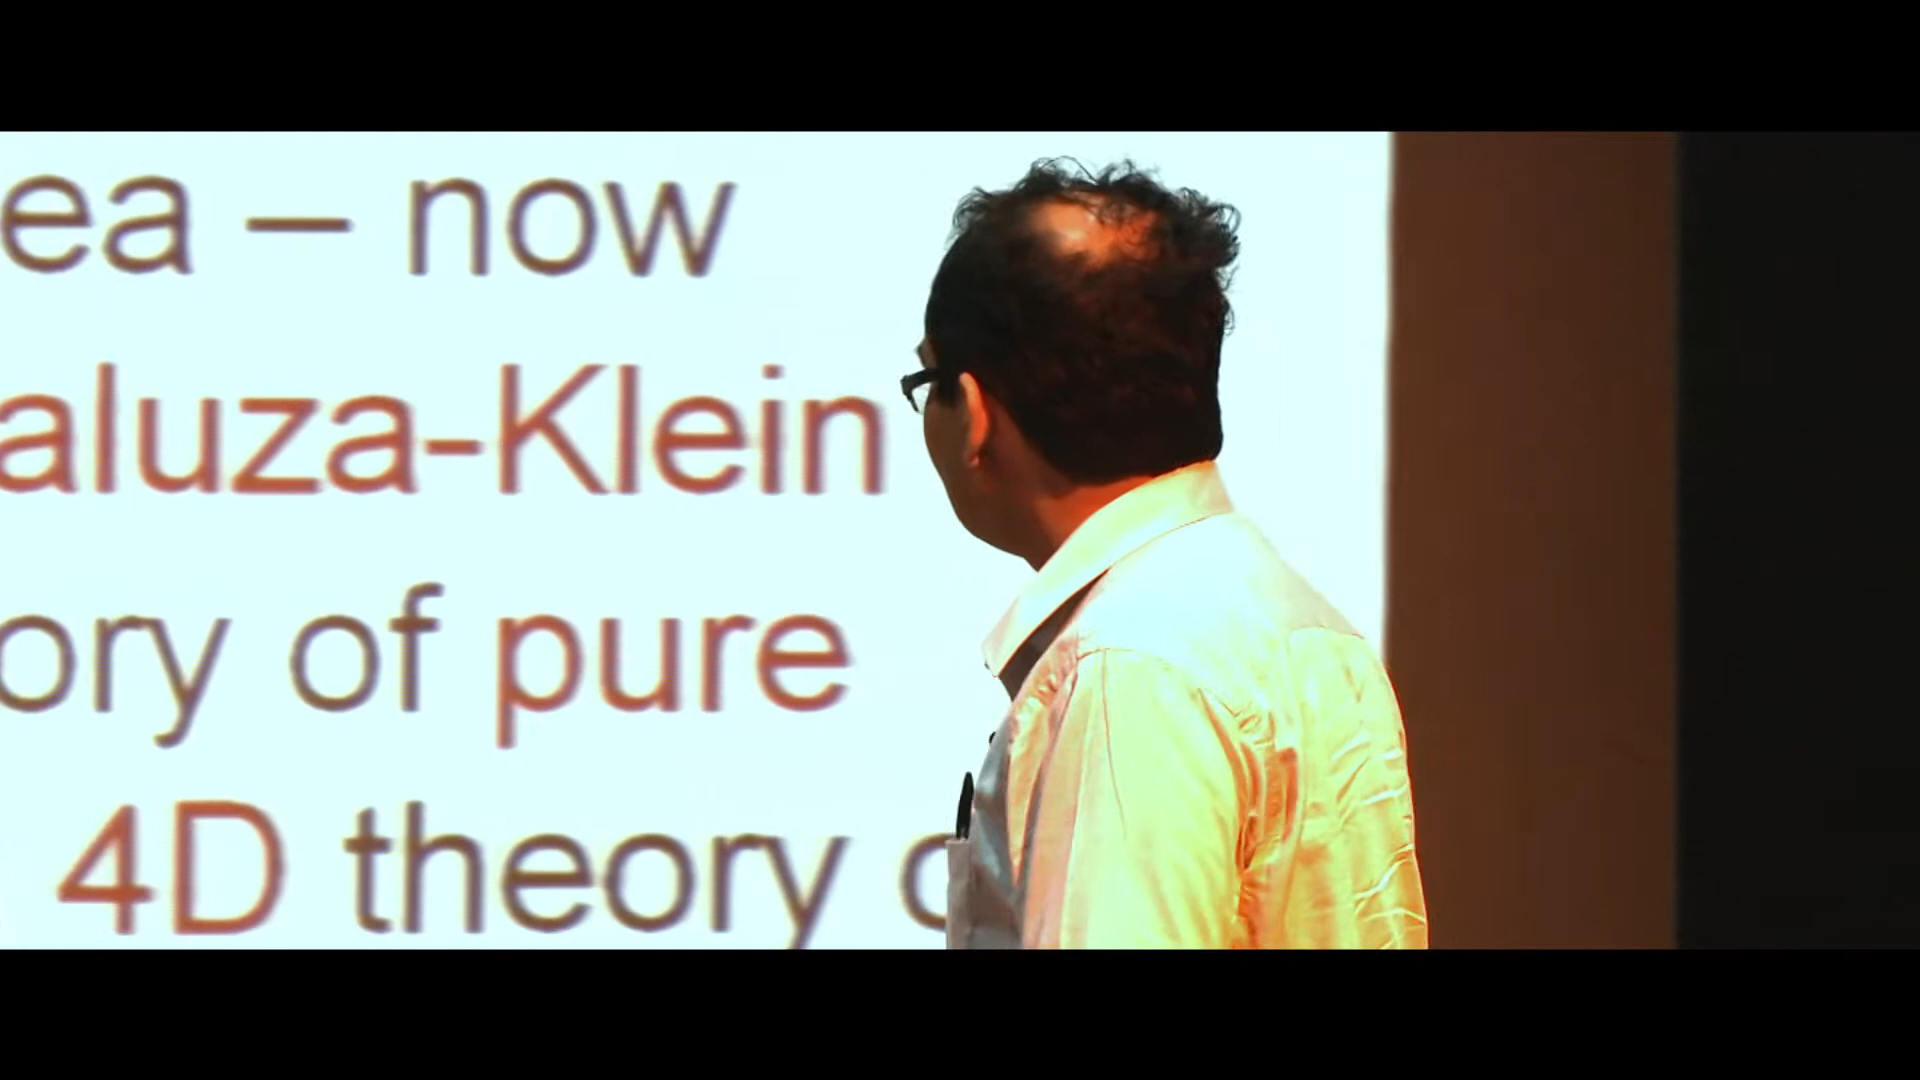 ea – now
aluza-Klein
ory of pure
4D theory